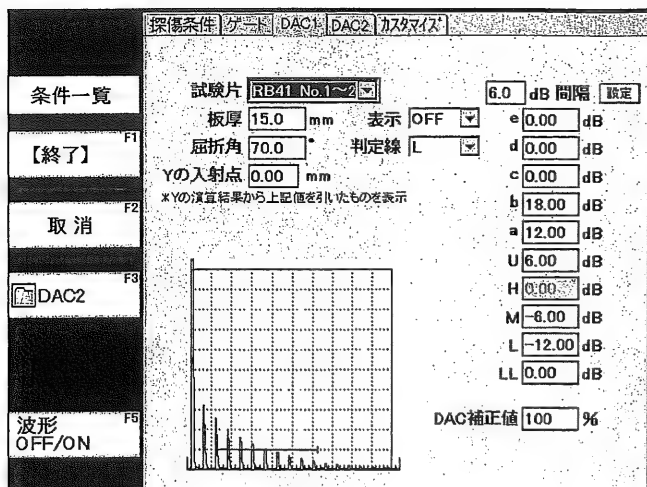 探傷条件 ゲート DAC1 DAC2 カスタマイズ
条件一覧
【終了】 F1
取消 F2
DAC2 F3
波形 OFF/ON F5
試験片 RB41 No.1～2
板厚 15.0 mm 表示 OFF
屈折角 70.0 ° 判定線 L
Yの入射点 0.00 mm
*Yの演算結果から上記値を引いたものを表示
6.0 dB 間隔 設定
e 0.00 dB
d 0.00 dB
c 0.00 dB
b 18.00 dB
a 12.00 dB
U 6.00 dB
H 0.00 dB
M -6.00 dB
L -12.00 dB
LL 0.00 dB
DAC補正値 100 %